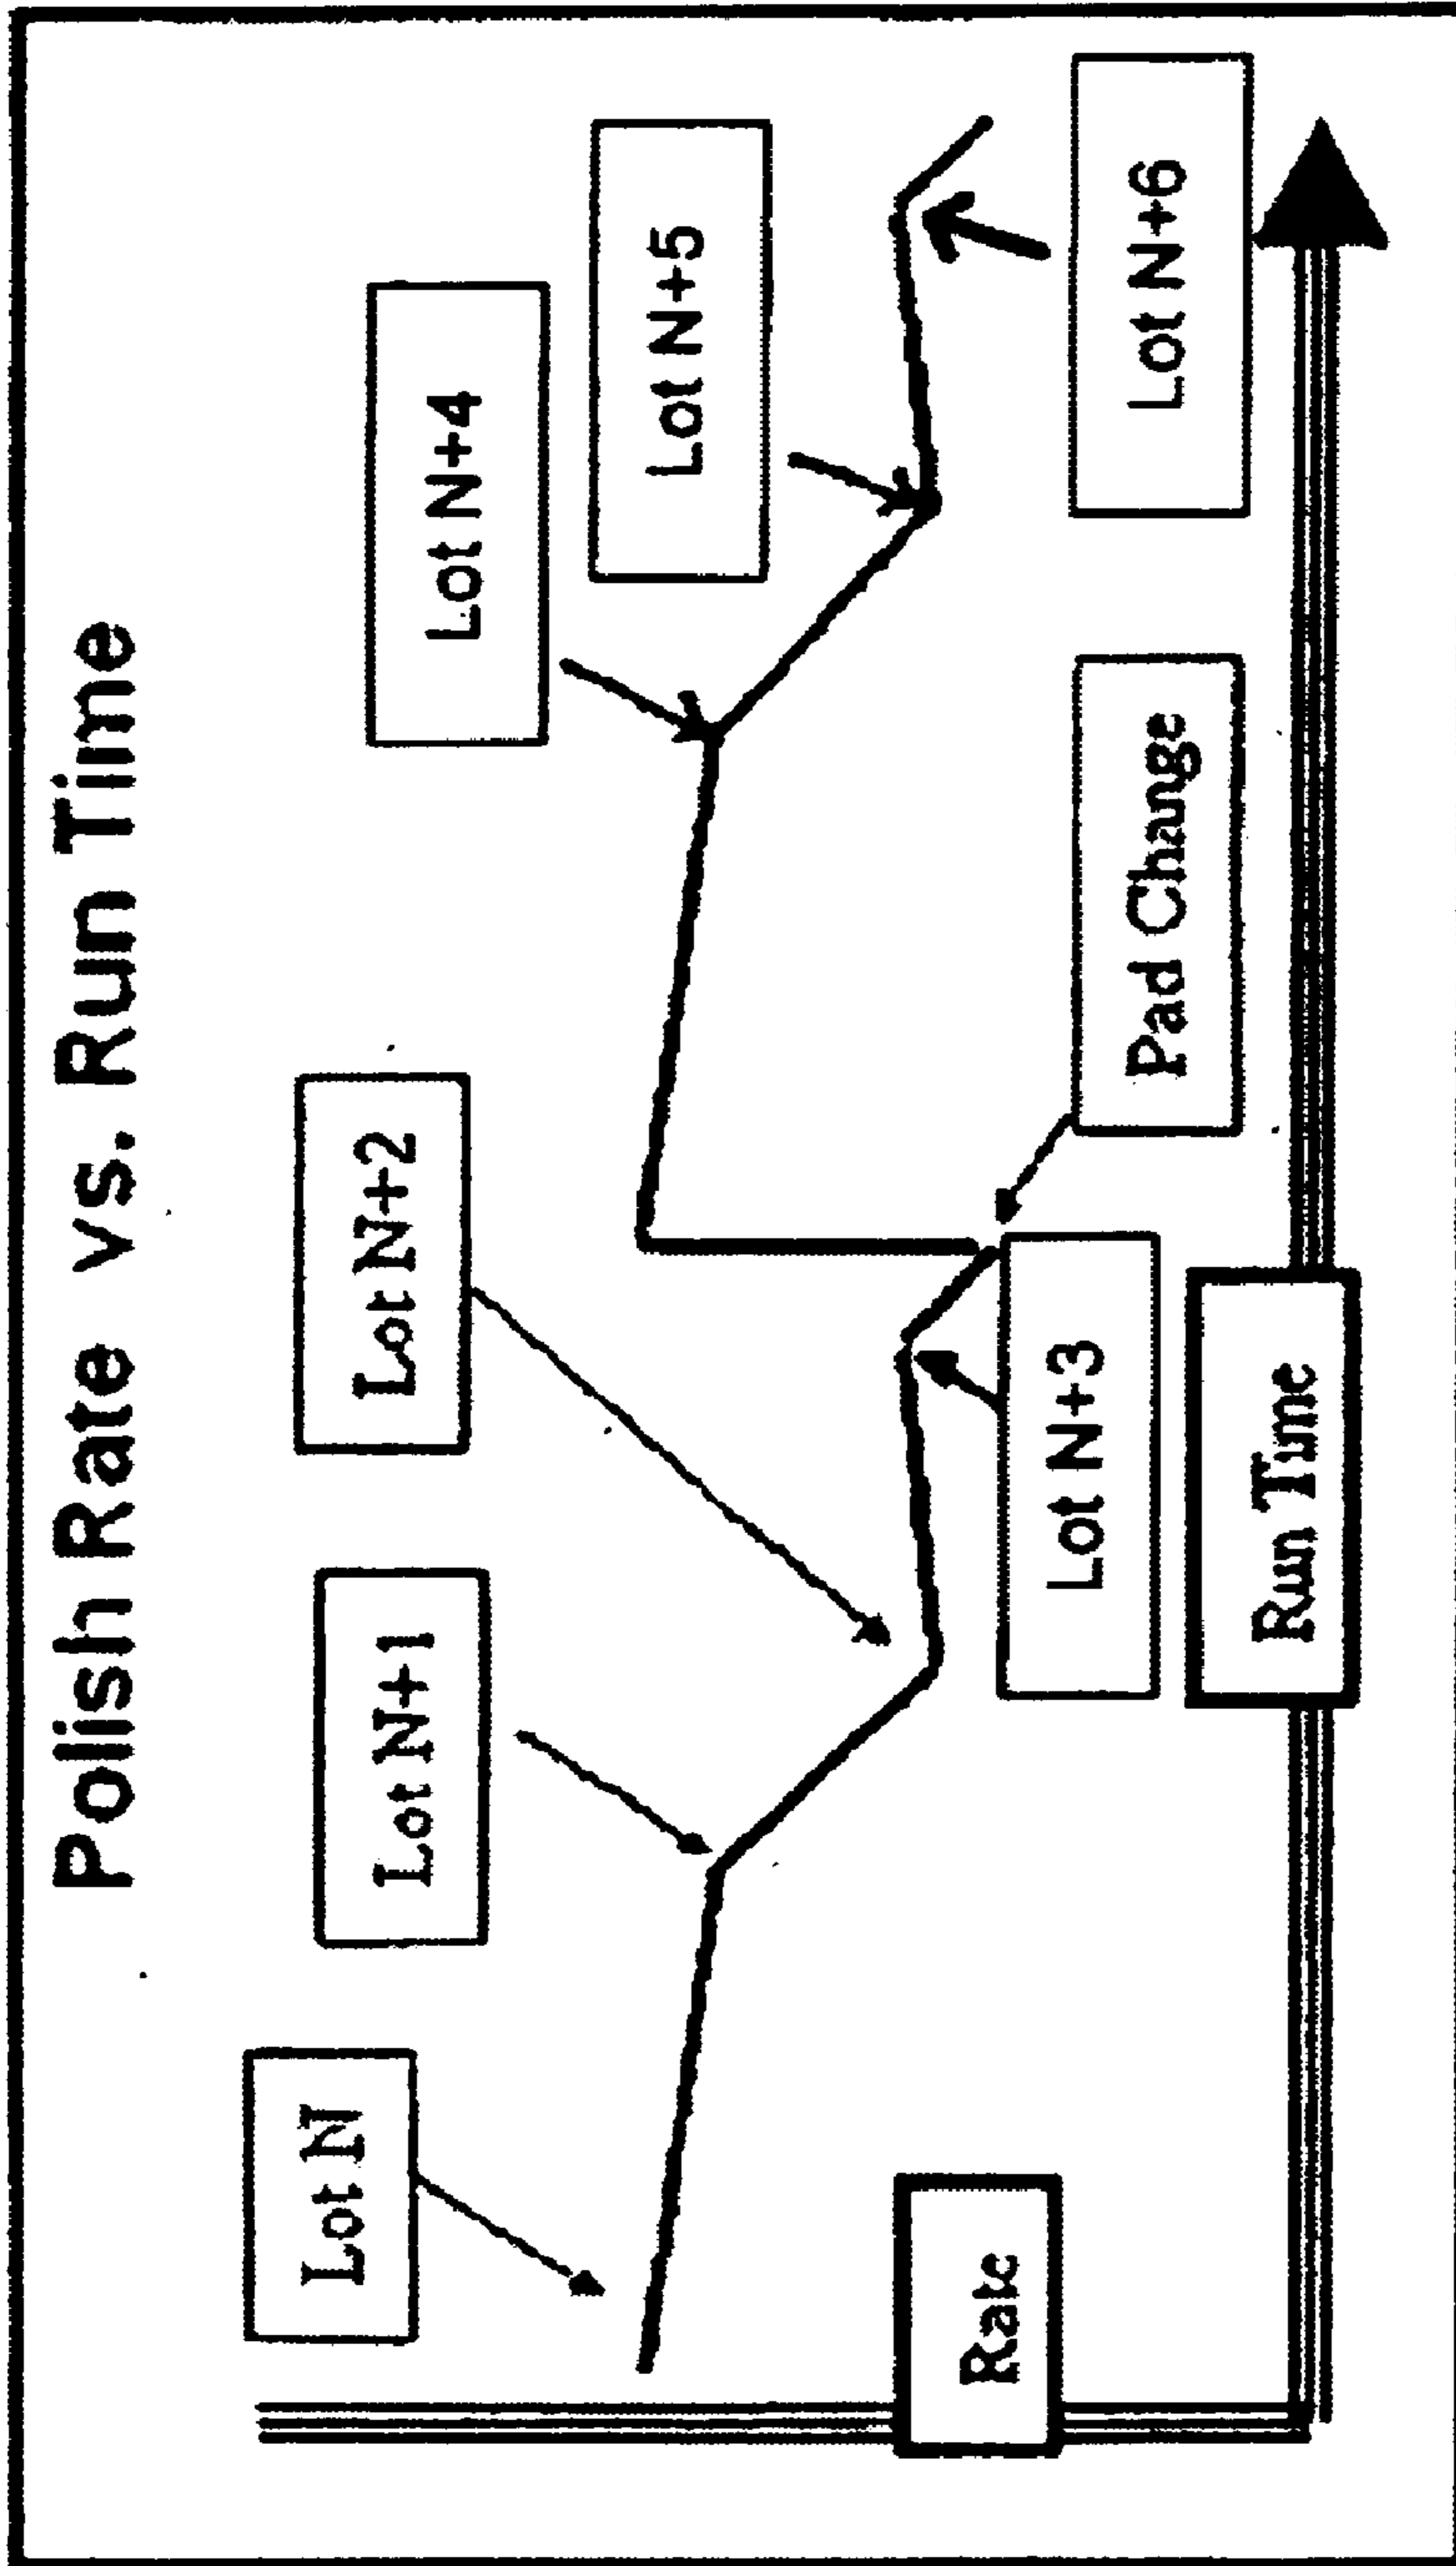 Polish Rate vs. Run Time
Lot N
Lot N+1
Lot N+2
Lot N+4
Lot N+5
Rate
Lot N+3
Pad Change
Lot N+6
Run Time